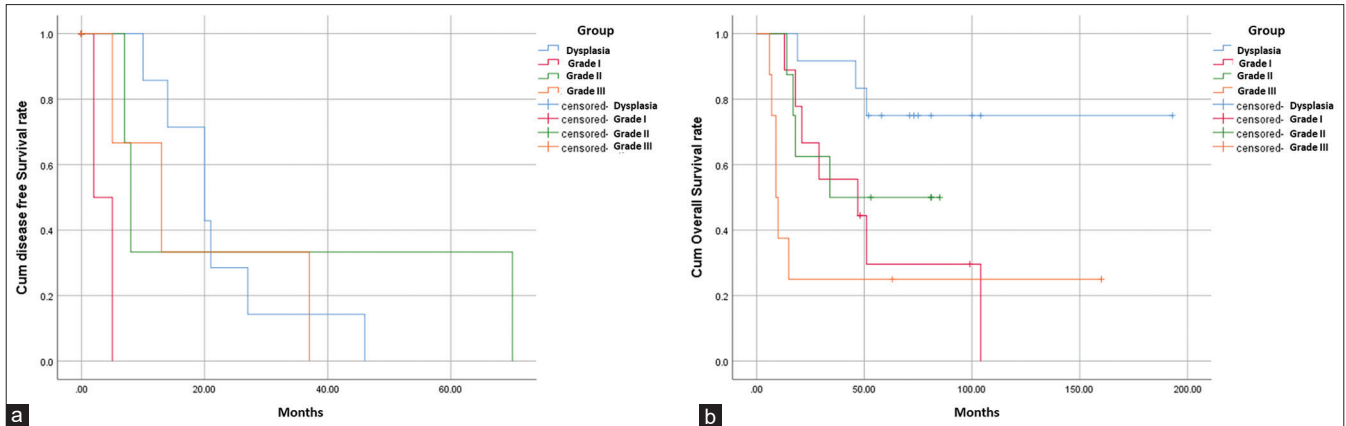 Group
Dysplasia
Grade I
Grade II
Grade III
censored- Dysplasia
censored- Grade I
censored- Grade II
censored- Grade III
1.0
0.8
0.6
0.4
0.2
0.0
Cum disease free Survival rate
.00
20.00
40.00
60.00
Months
a
Group
Dysplasia
Grade I
Grade II
Grade III
censored- Dysplasia
censored- Grade I
censored- Grade II
censored- Grade III
1.0
0.8
0.6
0.4
0.2
0.0
Cum Overall Survival rate
.00
50.00
100.00
150.00
200.00
Months
b